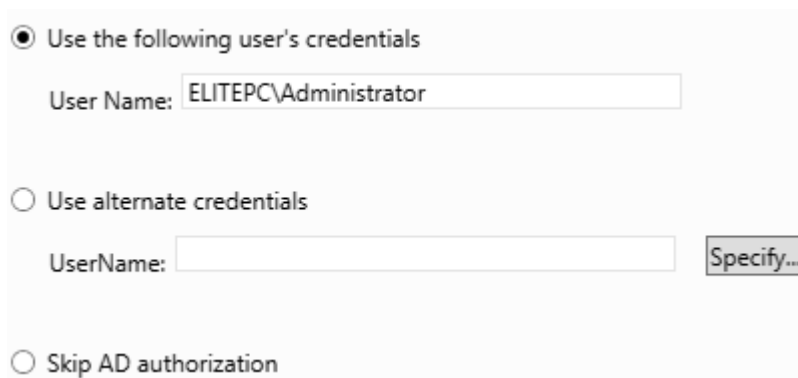 Use the following user's credentials
User Name: ELITEPC\Administrator
Use alternate credentials
UserName:
Specify...
Skip AD authorization